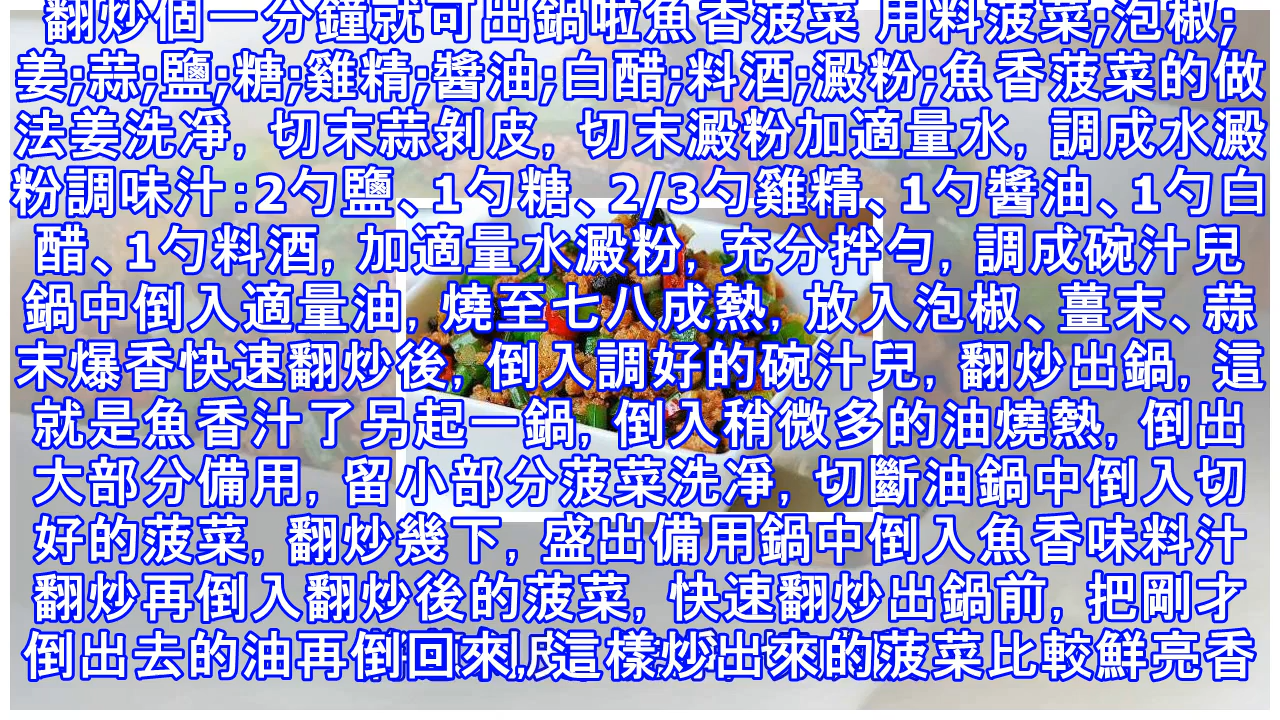 翻炒個一分鐘就可出鍋啦魚香菠菜 用料菠菜;泡椒;
姜;蒜;鹽;糖;雞精;醬油;白醋;料酒;澱粉;魚香菠菜的做
法姜洗凈, 切末蒜剝皮, 切末澱粉加適量水, 調成水澱
粉調味汁:2勺鹽、1勺糖、2/3勺雞精、1勺醬油、1勺白
醋、1勺料酒, 加適量水澱粉, 充分拌勻, 調成碗汁兒
鍋中倒入適量油, 燒至七八成熱, 放入泡椒、薑末、蒜
末爆香快速翻炒後, 倒入調好的碗汁兒, 翻炒出鍋, 這
就是魚香汁了另起一鍋, 倒入稍微多的油燒熱, 倒出
大部分備用, 留小部分菠菜洗凈, 切斷油鍋中倒入切
好的菠菜, 翻炒幾下, 盛出備用鍋中倒入魚香味料汁
翻炒再倒入翻炒後的菠菜, 快速翻炒出鍋前, 把剛才
倒出去的油再倒回來, 這樣炒出來的菠菜比較鮮亮香